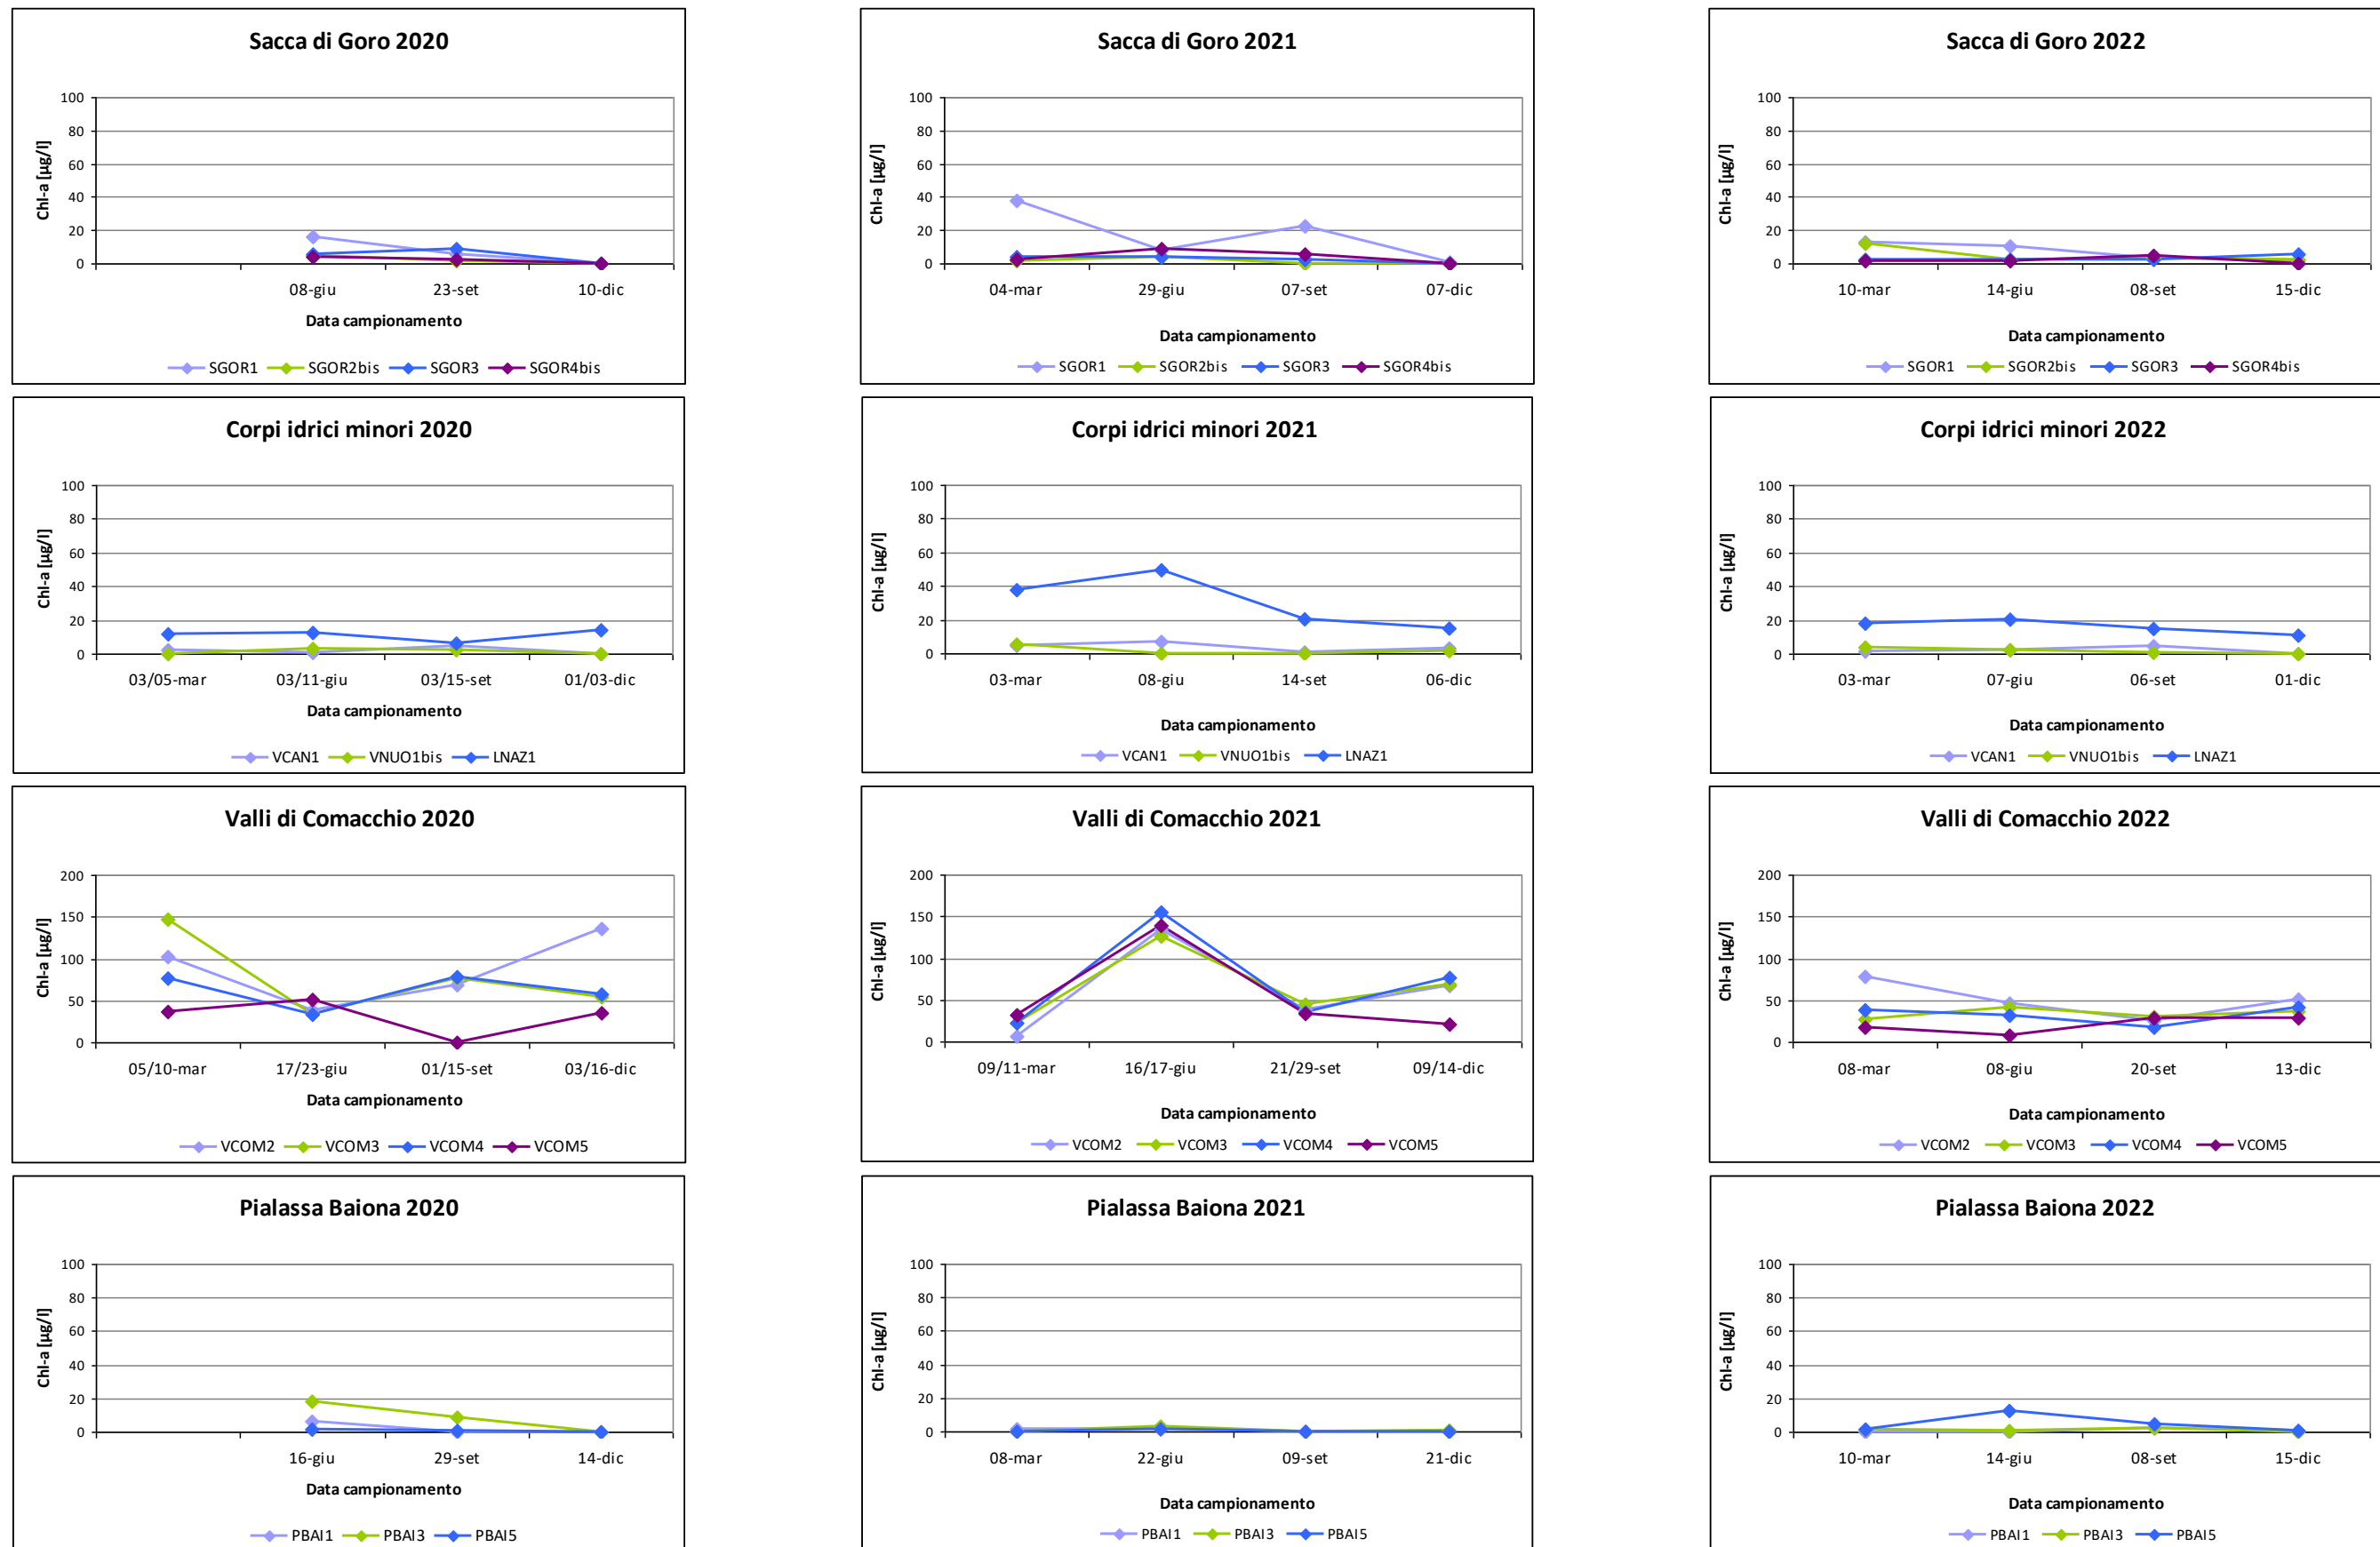 Sacca di Goro 2020
100
80
60
40
20
0
Chl-a [µg/l]
08-giu 23-set 10-dic
Data campionamento
SGOR1 SGOR2bis SGOR3 SGOR4bis
Sacca di Goro 2021
100
80
60
40
20
0
Chl-a [µg/l]
04-mar 29-giu 07-set 07-dic
Data campionamento
SGOR1 SGOR2bis SGOR3 SGOR4bis
Sacca di Goro 2022
100
80
60
40
20
0
Chl-a [µg/l]
10-mar 14-giu 08-set 15-dic
Data campionamento
SGOR1 SGOR2bis SGOR3 SGOR4bis
Corpi idrici minori 2020
100
80
60
40
20
0
Chl-a [µg/l]
03/05-mar 03/11-giu 03/15-set 01/03-dic
Data campionamento
VCAN1 VNUO1bis LNAZ1
Corpi idrici minori 2021
100
80
60
40
20
0
Chl-a [µg/l]
03-mar 08-giu 14-set 06-dic
Data campionamento
VCAN1 VNUO1bis LNAZ1
Corpi idrici minori 2022
100
80
60
40
20
0
Chl-a [µg/l]
03-mar 07-giu 06-set 01-dic
Data campionamento
VCAN1 VNUO1bis LNAZ1
Valli di Comacchio 2020
200
150
100
50
0
Chl-a [µg/l]
05/10-mar 17/23-giu 01/15-set 03/16-dic
Data campionamento
VCOM2 VCOM3 VCOM4 VCOM5
Valli di Comacchio 2021
200
150
100
50
0
Chl-a [µg/l]
09/11-mar 16/17-giu 21/29-set 09/14-dic
Data campionamento
VCOM2 VCOM3 VCOM4 VCOM5
Valli di Comacchio 2022
200
150
100
50
0
Chl-a [µg/l]
08-mar 08-giu 20-set 13-dic
Data campionamento
VCOM2 VCOM3 VCOM4 VCOM5
Pialassa Baiona 2020
100
80
60
40
20
0
Chl-a [µg/l]
16-giu 29-set 14-dic
Data campionamento
PBAI1 PBAI3 PBAI5
Pialassa Baiona 2021
100
80
60
40
20
0
Chl-a [µg/l]
08-mar 22-giu 09-set 21-dic
Data campionamento
PBAI1 PBAI3 PBAI5
Pialassa Baiona 2022
100
80
60
40
20
0
Chl-a [µg/l]
10-mar 14-giu 08-set 15-dic
Data campionamento
PBAI1 PBAI3 PBAI5